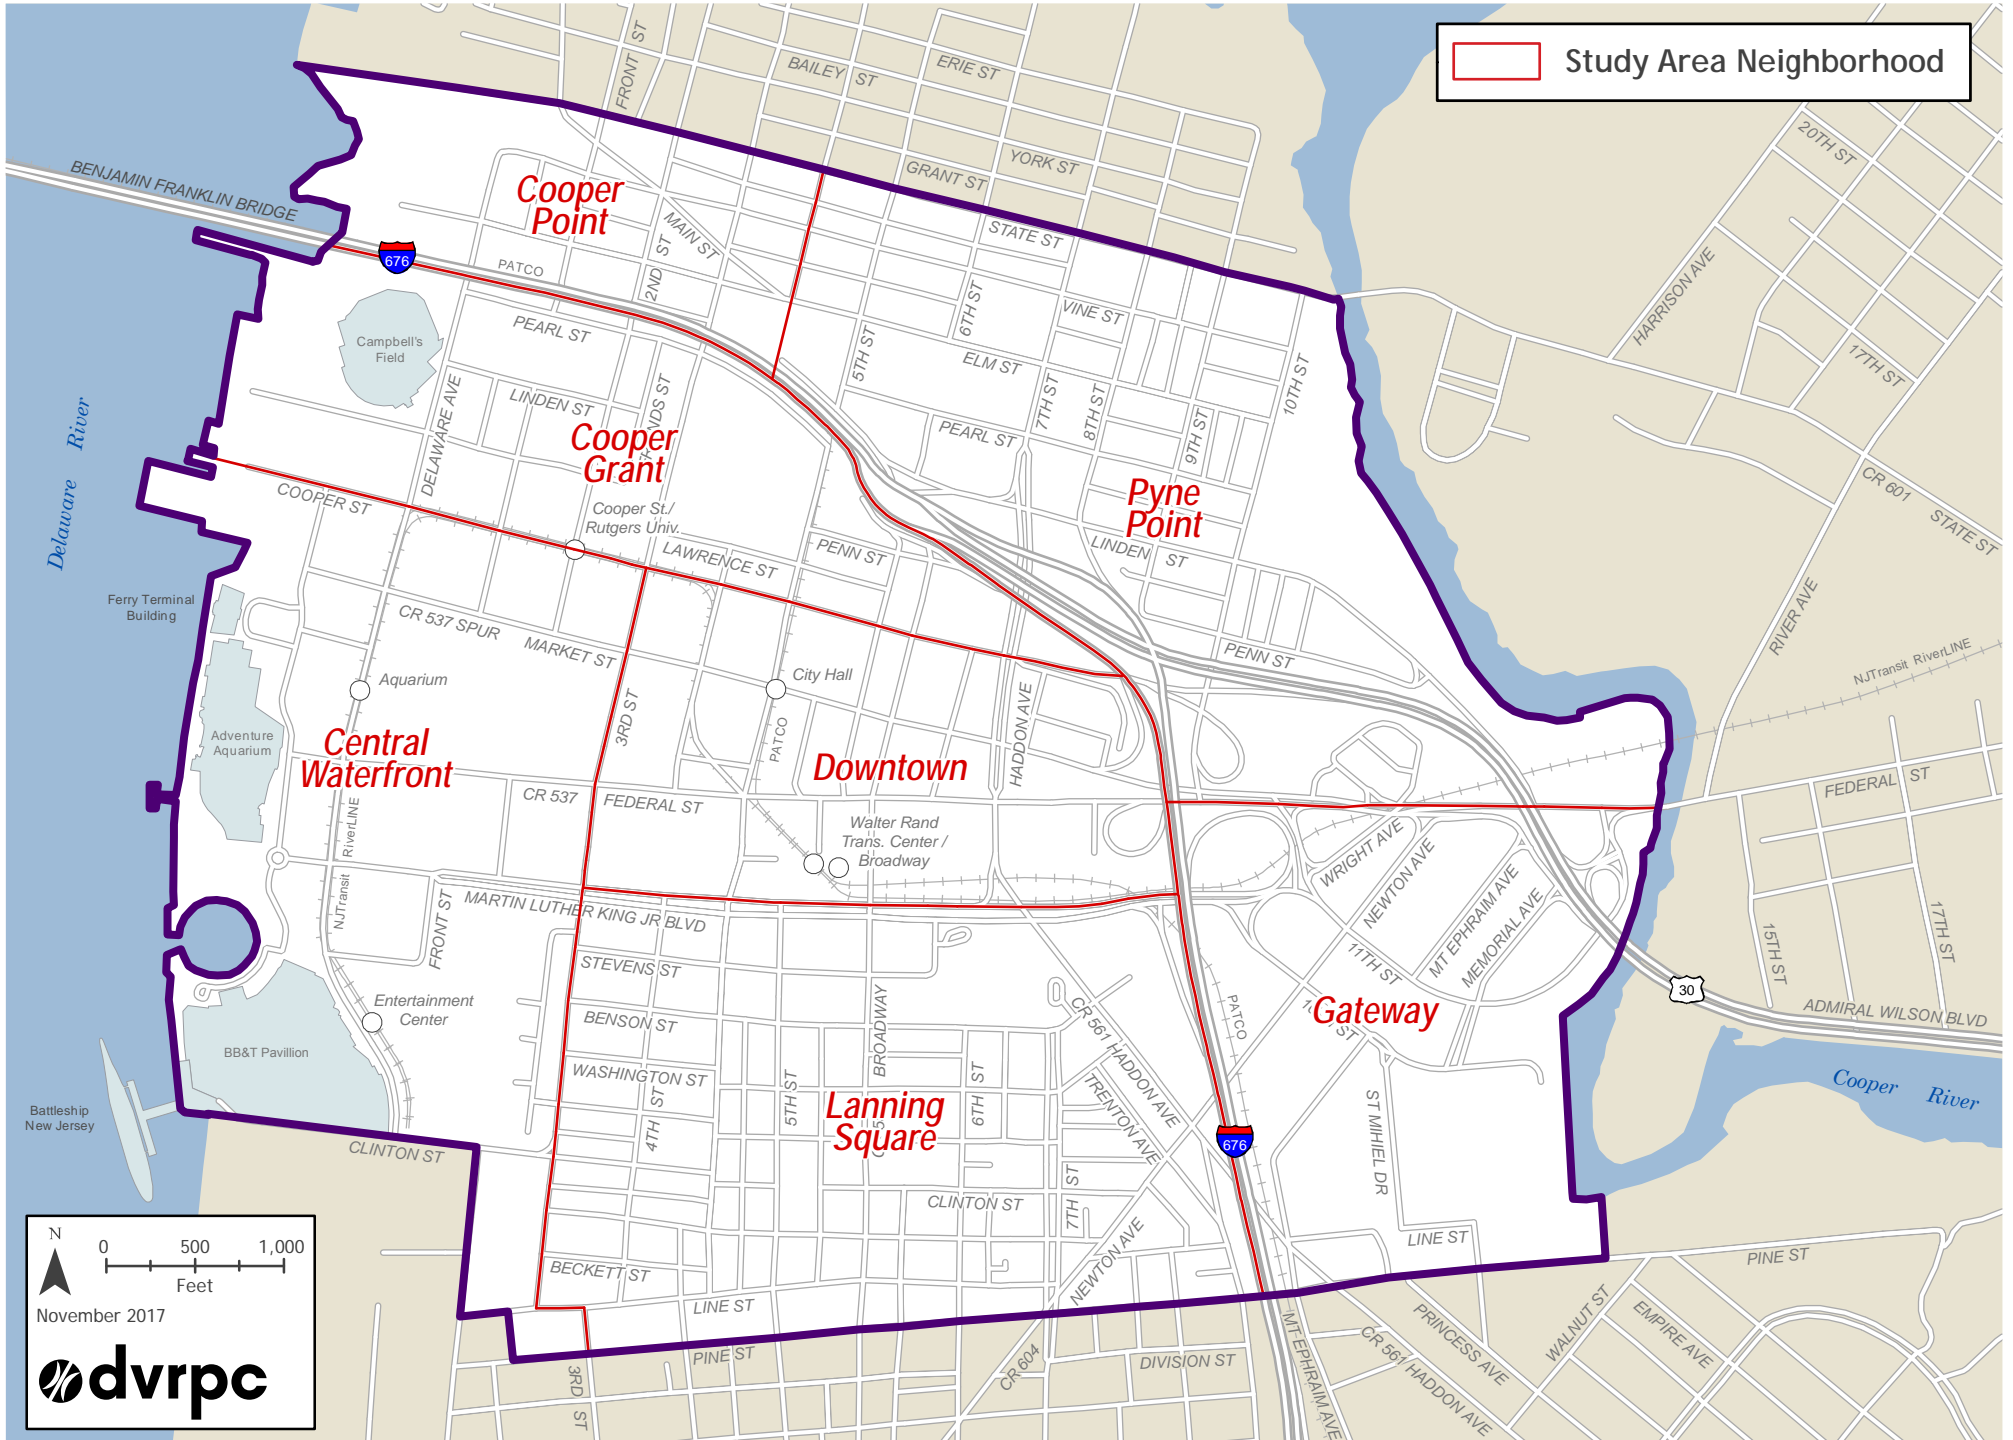 Study Area Neighborhood
FRONT ST
BAILEY ST
ERIE ST
20TH ST
GRANT ST
YORK ST
BENJAMIN FRANKLIN BRIDGE
Cooper
Point
MAIN ST
STATE ST
676
PATCO
2ND ST
HARRISON AVE
PEARL ST
6TH ST
VINE ST
Campbell's
Field
5TH ST
ELM ST
17TH ST
10TH ST
DELAWARE AVE
LINDEN ST
7TH ST
8TH ST
9TH ST
PEARL ST
Delaware River
Cooper
Grant
Pyne
Point
CR 601
STATE ST
COOPER ST
Cooper St./
Rutgers Univ.
LAWRENCE ST
PENN ST
LINDEN ST
Ferry Terminal
Building
CR 537 SPUR
MARKET ST
RIVER AVE
PENN ST
NJTransit RiverLINE
Aquarium
City Hall
3RD ST
PATCO
HADDON AVE
Adventure
Aquarium
Central
Waterfront
Downtown
CR 537
FEDERAL ST
FEDERAL ST
NJTransit RiverLINE
Walter Rand
Trans. Center /
Broadway
WRIGHT AVE
NEWTON AVE
MT EPHRAIM AVE
MEMORIAL AVE
FRONT ST
MARTIN LUTHER KING JR BLVD
15TH ST
17TH ST
11TH ST
STEVENS ST
30
Entertainment
Center
BROADWAY
CR 561 HADDON AVE
PATCO
Gateway
ADMIRAL WILSON BLVD
BENSON ST
BB&T Pavillion
WASHINGTON ST
5TH ST
6TH ST
TRENTON AVE
Cooper River
Battleship
New Jersey
4TH ST
Lanning
Square
ST MIHIEL DR
676
CLINTON ST
7TH ST
CLINTON ST
NEWTON AVE
LINE ST
PINE ST
BECKETT ST
LINE ST
N
0 500 1,000
Feet
November 2017
dvrpc
PINE ST
3RD ST
CR 604
DIVISION ST
MT EPHRAIM AVE
CR 561 HADDON AVE
PRINCESS AVE
WALNUT ST
EMPIRE AVE